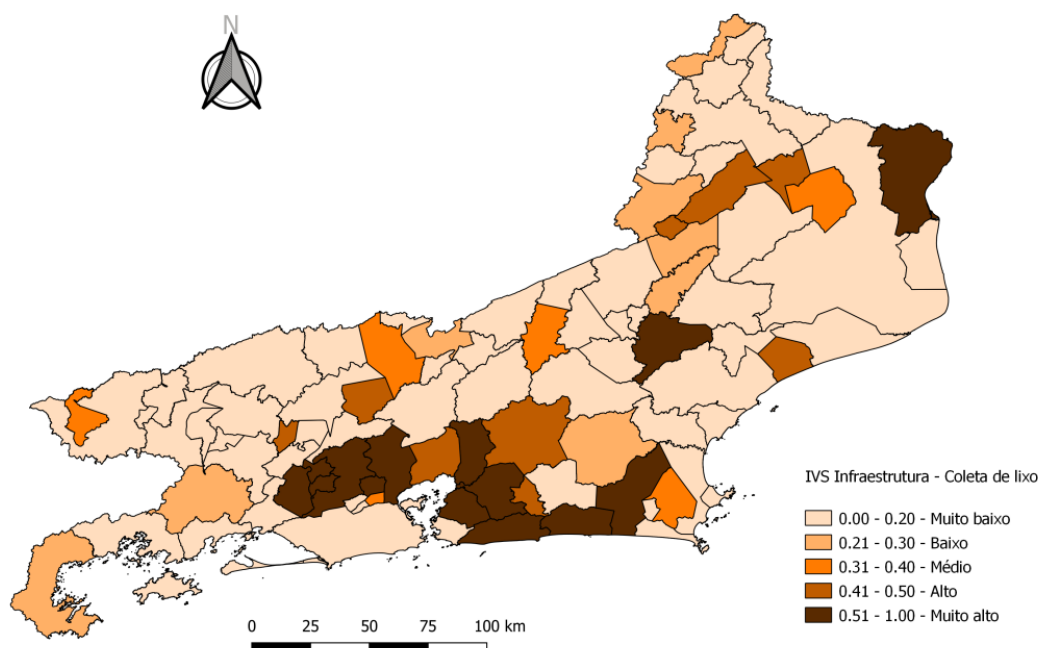 N
IVS Infraestrutura - Coleta de lixo
0.00 - 0.20 - Muito baixo
0.21 - 0.30 - Baixo
0.31 - 0.40 - Médio
0.41 - 0.50 - Alto
0.51 - 1.00 - Muito alto
0 25 50 75 100 km